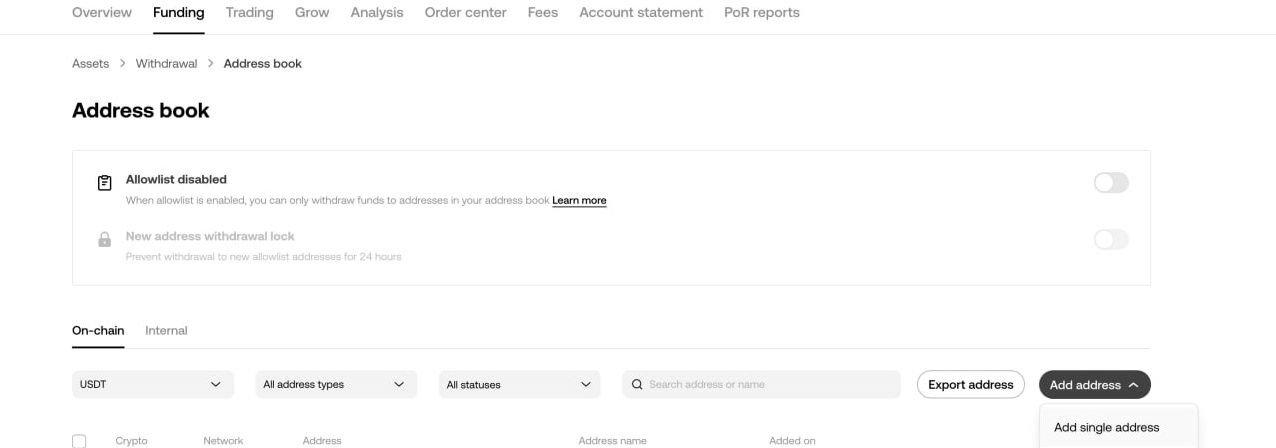 Overview Funding Trading Grow Analysis Order center Fees Account statement PoR reports
Assets > Withdrawal > Address book
Address book
Allowlist disabled
When allowlist is enabled, you can only withdraw funds to addresses in your address book Learn more
New address withdrawal lock
Prevent withdrawal to new allowlist addresses for 24 hours
On-chain Internal
USDT All address types All statuses Search address or name Export address Add address
Add single address
Crypto Network Address Address name Added on